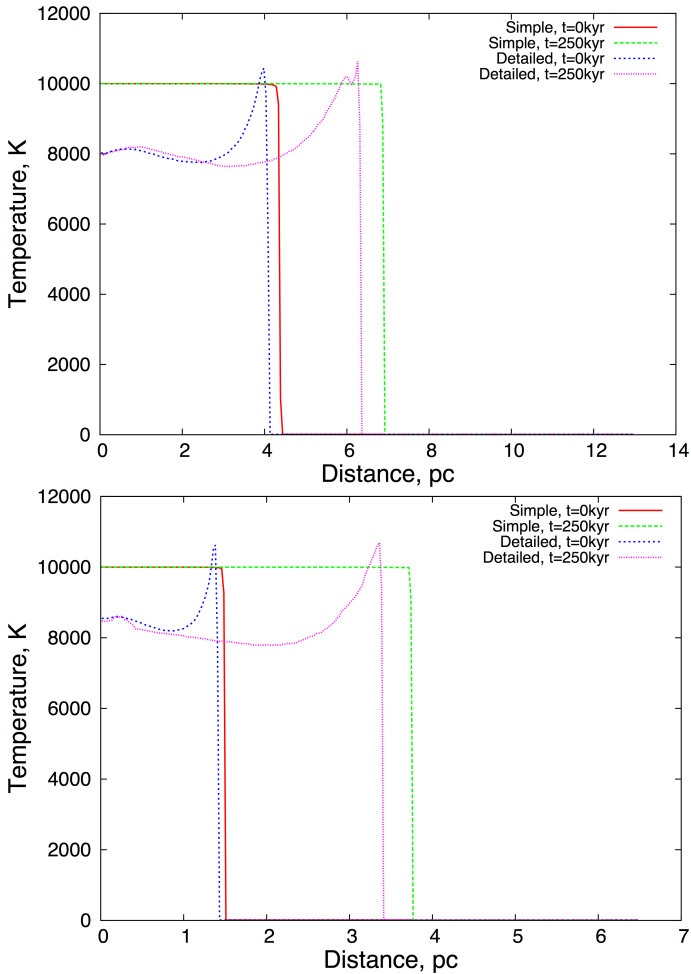 12000
10000
8000
6000
4000
2000
0
Temperature, K
Simple, t=0kyr
Simple, t=250kyr
Detailed, t=0kyr
Detailed, t=250kyr
0 2 4 6 8 10 12 14
Distance, pc
12000
10000
8000
6000
4000
2000
0
Temperature, K
Simple, t=0kyr
Simple, t=250kyr
Detailed, t=0kyr
Detailed, t=250kyr
0 1 2 3 4 5 6 7
Distance, pc